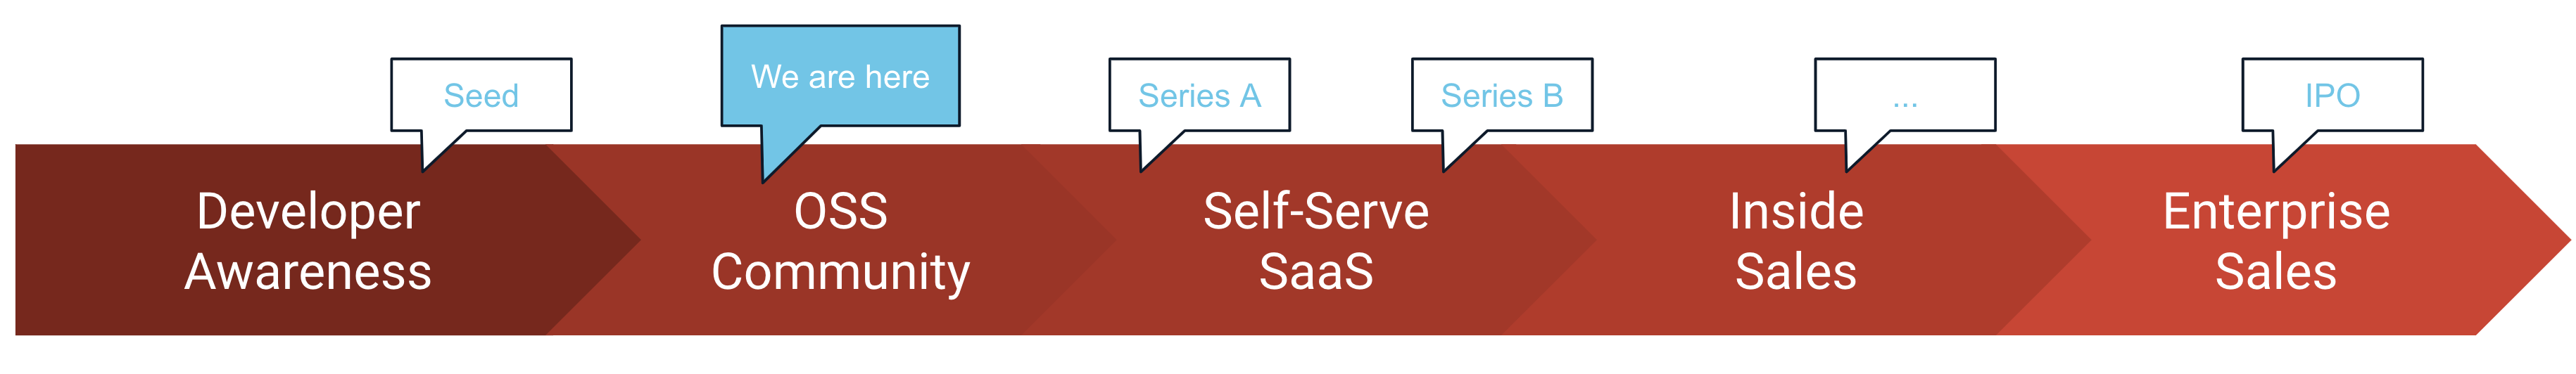 Seed
We are here
Series A
Series B
...
IPO
Developer
Awareness
OSS
Community
Self-Serve
SaaS
Inside
Sales
Enterprise
Sales